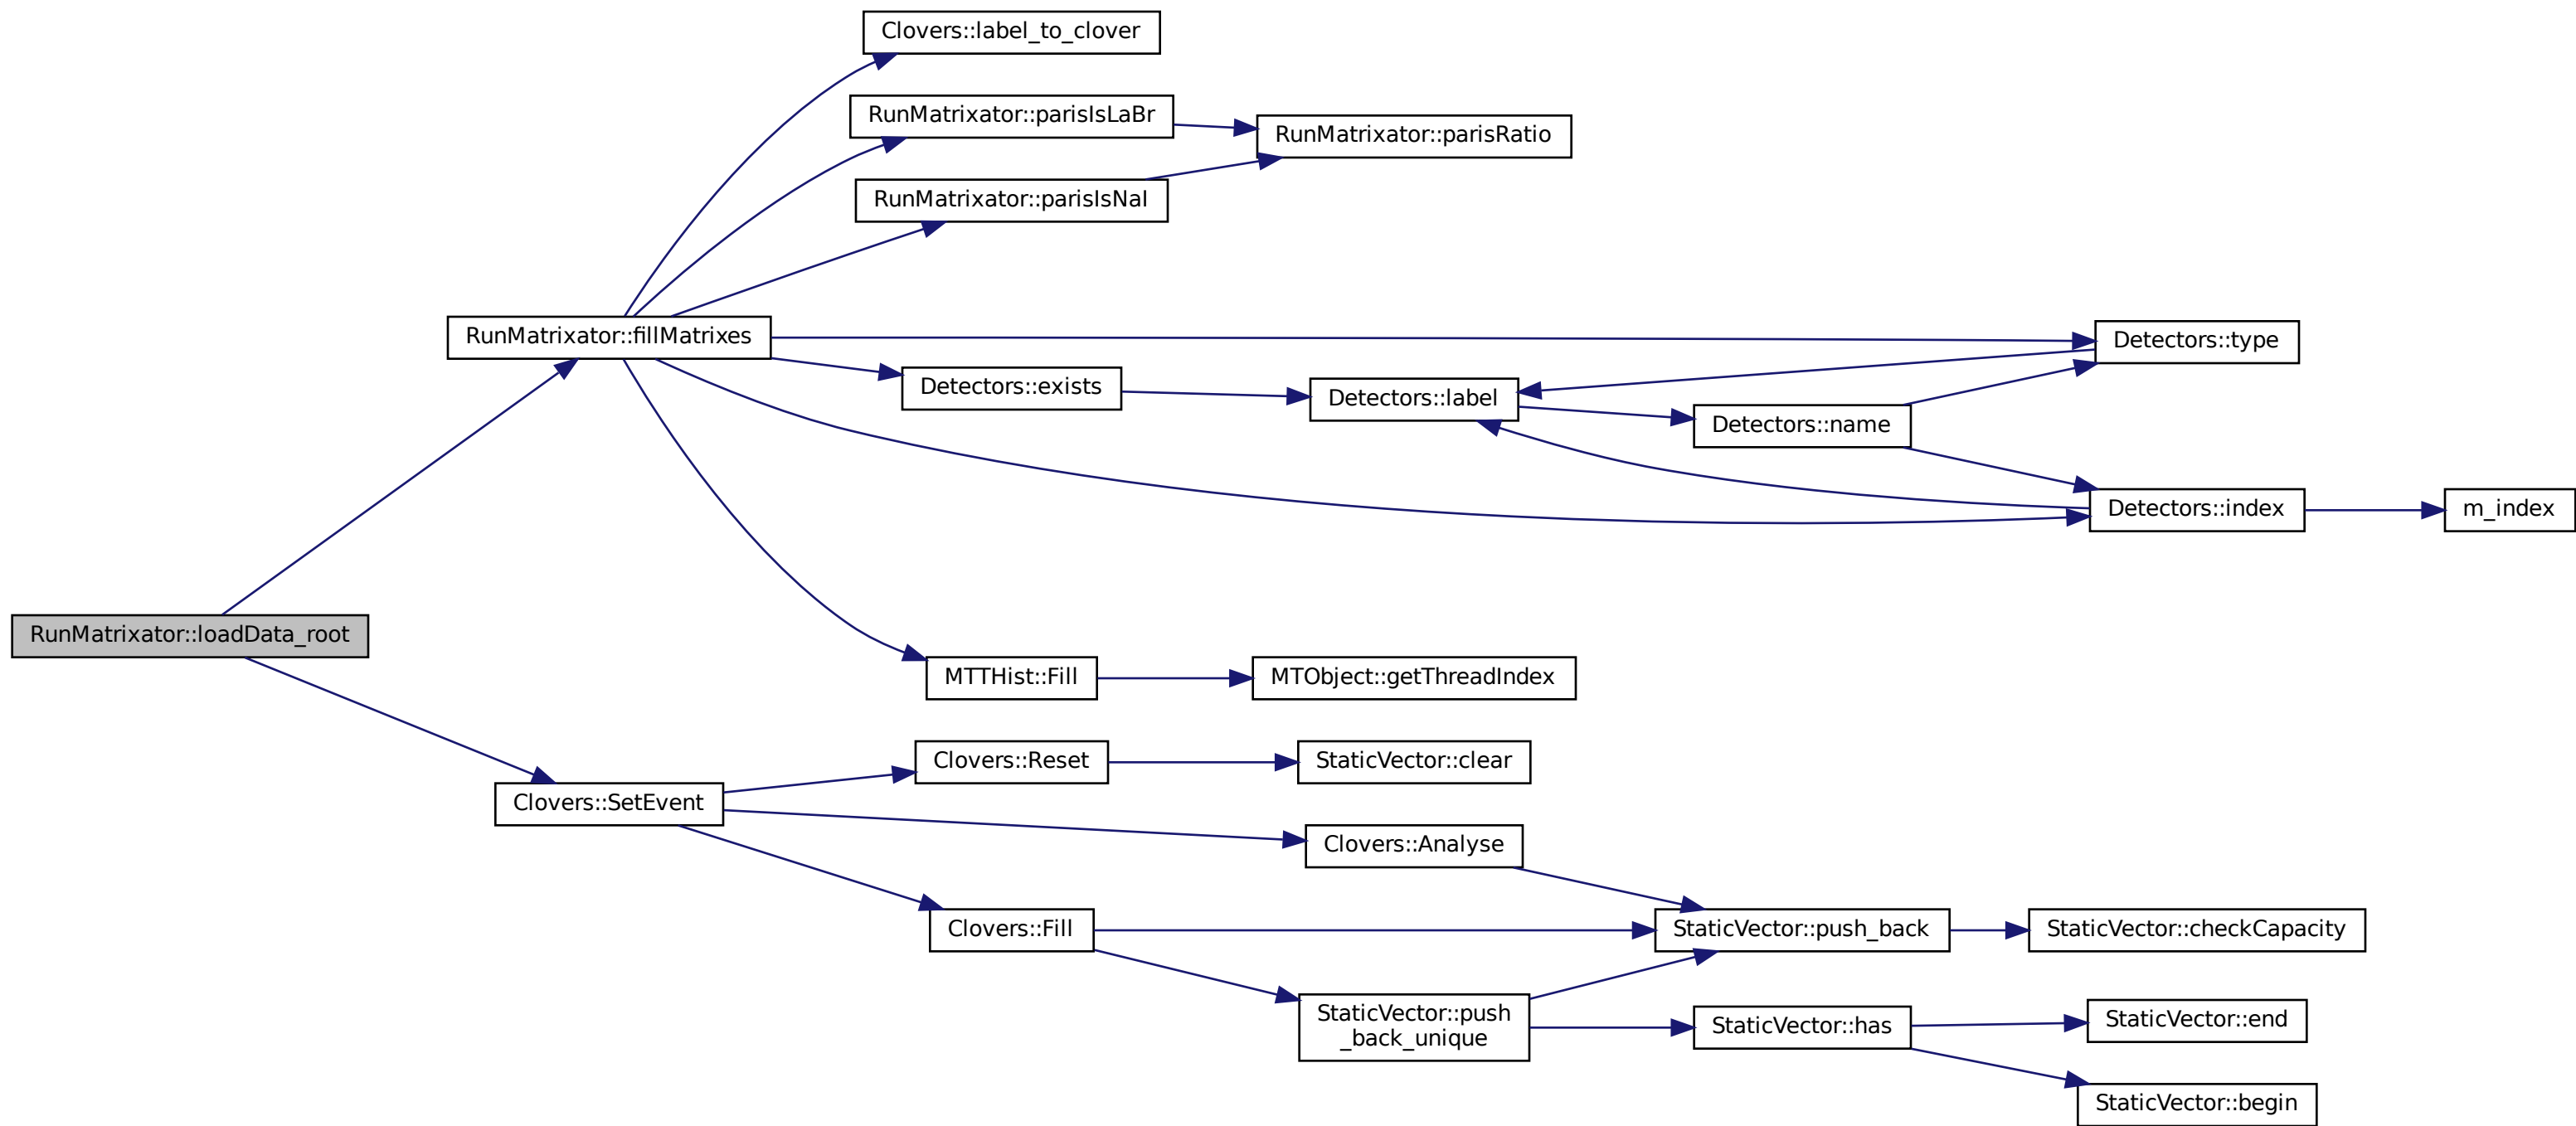 Clovers::label_to_clover
RunMatrixator::parisIsLaBr
RunMatrixator::parisRatio
RunMatrixator::parisIsNaI
RunMatrixator::fillMatrixes
Detectors::type
Detectors::exists
Detectors::label
Detectors::name
Detectors::index
m_index
RunMatrixator::loadData_root
MTTHist::Fill
MTObject::getThreadIndex
Clovers::Reset
StaticVector::clear
Clovers::SetEvent
Clovers::Analyse
Clovers::Fill
StaticVector::push_back
StaticVector::checkCapacity
StaticVector::push
_back_unique
StaticVector::has
StaticVector::end
StaticVector::begin